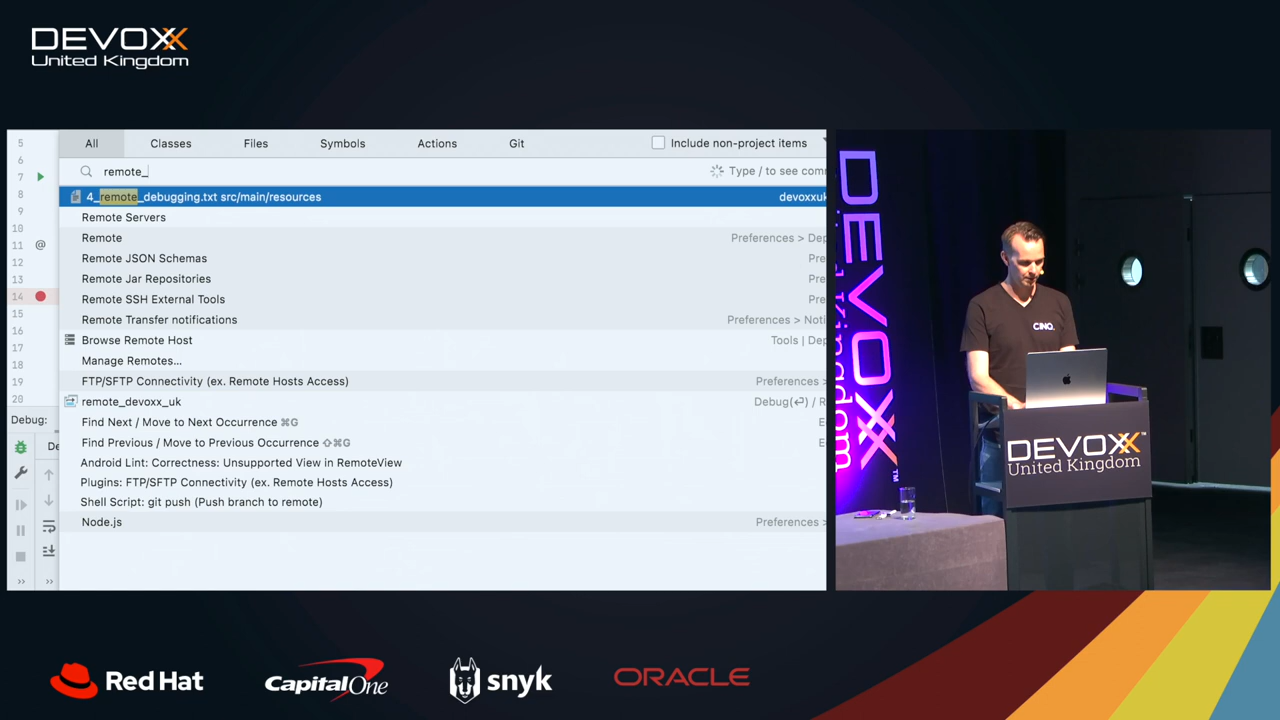 DEVOXX
United Kingdom
5
6
7
8
9
10
11 @
12
13
14
15
16
17
18
19
20
All Classes Files Symbols Actions Git Include non-project items
remote_ Type / to see com
4_remote_debugging.txt src/main/resources devoxxuk
Remote Servers
Remote Preferences > Dep
Remote JSON Schemas Pre
Remote Jar Repositories Pre
Remote SSH External Tools Pre
Remote Transfer notifications Preferences > Noti
Browse Remote Host Tools | Dep
Manage Remotes...
FTP/SFTP Connectivity (ex. Remote Hosts Access) Preferences >
remote_devoxx_uk Debug(⏎) / R
Find Next / Move to Next Occurrence ⌘G
Find Previous / Move to Previous Occurrence ⇧⌘G
Android Lint: Correctness: Unsupported View in RemoteView
Plugins: FTP/SFTP Connectivity (ex. Remote Hosts Access)
Shell Script: git push (Push branch to remote)
Node.js Preferences >
Debug:
De
DEVOXX™
United Kingdom
CINQ.
DEVOXX™
United Kingdom
Red Hat
Capital One
snyk
ORACLE